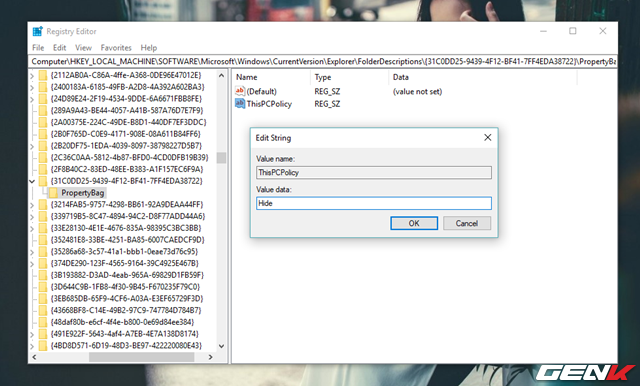 Registry Editor
File Edit View Favorites Help
Computer\HKEY_LOCAL_MACHINE\SOFTWARE\Microsoft\Windows\CurrentVersion\Explorer\FolderDescriptions\{31C0DD25-9439-4F12-BF41-7FF4EDA38722}\PropertyBa
{2112AB0A-C86A-4ffe-A368-0DE96E47012E}
{2400183A-6185-49FB-A2D8-4A392A602BA3}
{24D89E24-2F19-4534-9DDE-6A6671FBB8FE}
{289A9A43-BE44-4057-A41B-587A76D7E7F9}
{2A00375E-224C-49DE-B8D1-440DF7EF3DDC}
{2B0F765D-C0E9-4171-908E-08A611B84FF6}
{2B20DF75-1EDA-4039-8097-38798227D5B7}
{2C36C0AA-5812-4b87-BFD0-4CD0DFB19B39}
{2F8B40C2-83ED-48EE-B383-A1F157EC6F9A}
{31C0DD25-9439-4F12-BF41-7FF4EDA38722}
PropertyBag
{3214FAB5-9757-4298-BB61-92A9DEAA44FF}
{339719B5-8C47-4894-94C2-D8F77ADD44A6}
{33E28130-4E1E-4676-835A-98395C3BC3BB}
{352481E8-33BE-4251-BA85-6007CAEDCF9D}
{35286a68-3c57-41a1-bbb1-0eae73d76c95}
{374DE290-123F-4565-9164-39C4925E467B}
{3B193882-D3AD-4eab-965A-69829D1FB59F}
{3D644C9B-1FB8-4f30-9B45-F670235F79C0}
{3EB685DB-65F9-4CF6-A03A-E3EF65729F3D}
{43668BF8-C14E-49B2-97C9-747784D784B7}
{48daf80b-e6cf-4f4e-b800-0e69d84ee384}
{491E922F-5643-4af4-A7EB-4E7A138D8174}
{4BD8D571-6D19-48D3-BE97-422220080E43}
Name Type Data
(Default) REG_SZ (value not set)
ThisPCPolicy REG_SZ
Edit String
Value name:
ThisPCPolicy
Value data:
Hide
OK Cancel
GENK